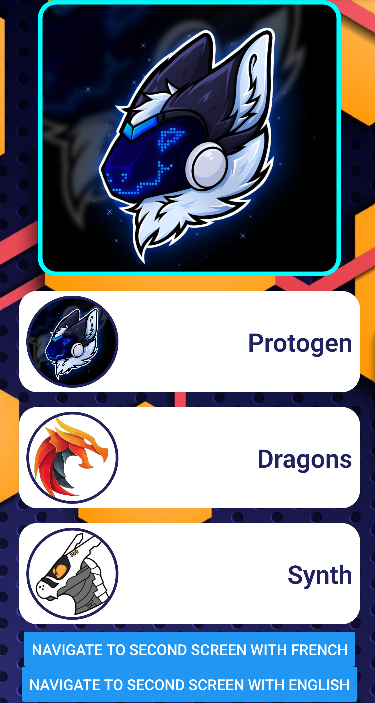 Protogen
Dragons
Synth
NAVIGATE TO SECOND SCREEN WITH FRENCH
NAVIGATE TO SECOND SCREEN WITH ENGLISH